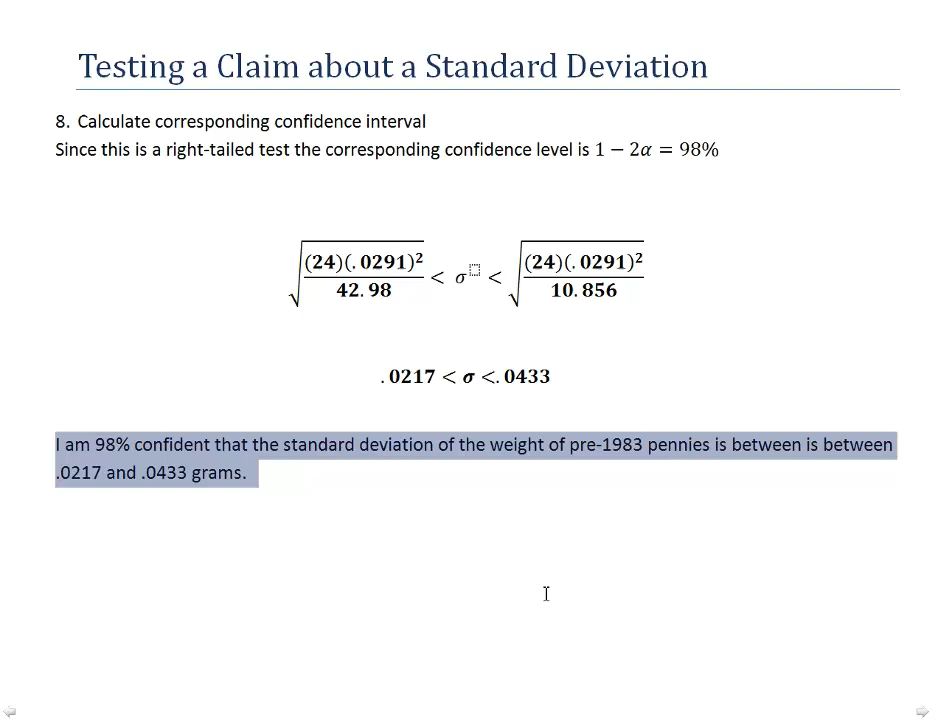 Testing a Claim about a Standard Deviation
8. Calculate corresponding confidence interval
Since this is a right-tailed test the corresponding confidence level is 1 − 2α = 98%
√((24)(.0291)²/42.98) < σ < √((24)(.0291)²/10.856)
.0217 < σ <.0433
I am 98% confident that the standard deviation of the weight of pre-1983 pennies is between is between
.0217 and .0433 grams.